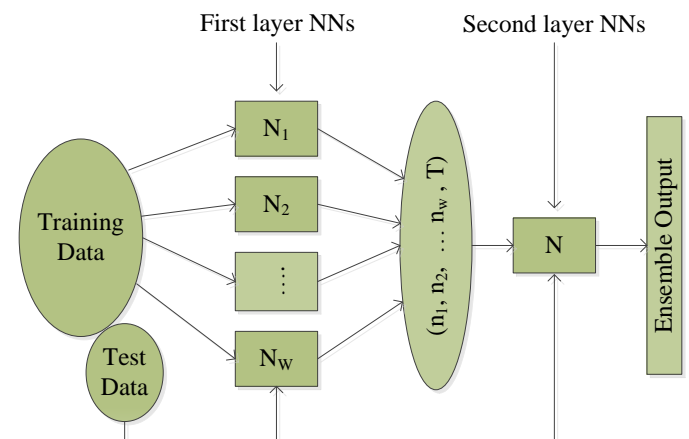 First layer NNs
Second layer NNs
N1
N2
⋮
NW
Training
Data
Test
Data
(n1, n2, … nw , T)
N
Ensemble Output